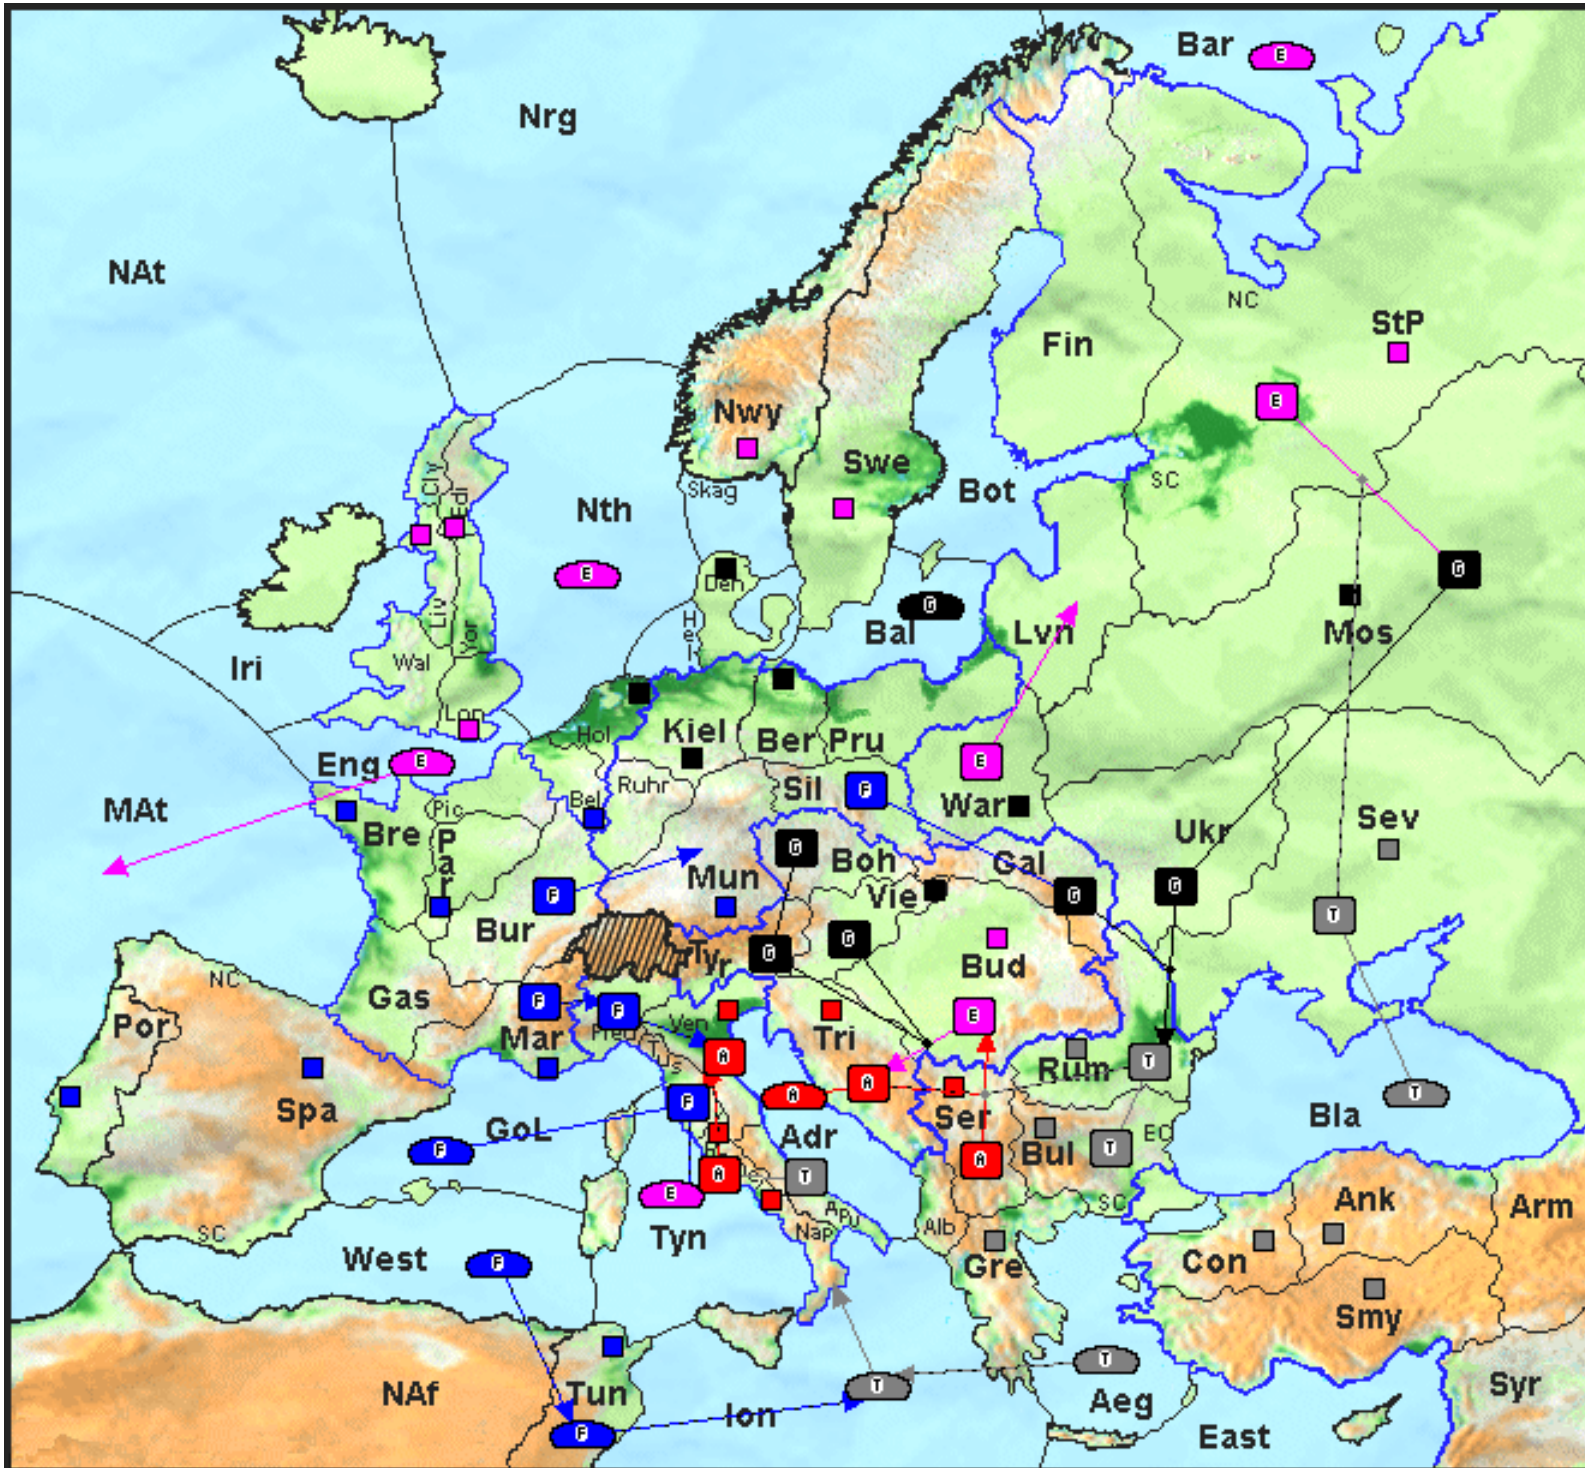 Bar
E
Nrg
NAt
NC
StP
Fin
E
Nwy
Swe
SC
Cly
Edi
Skag
Bot
Nth
E
Den
G
G
Bal
Lvn
Mos
Hel
Liv
Yor
Wal
Iri
Lon
Hol
Kiel
Ber
Pru
Eng
E
E
MAt
Pic
Bel
Ruhr
Sil
F
War
Bre
Par
Ukr
Sev
G
Boh
Gal
Vie
Mun
F
G
G
T
Bur
G
G
Tyr
Bud
NC
Gas
F
F
E
Por
Mar
Pied
Ven
Tri
Tus
A
Rum
T
A
A
F
Ser
T
Spa
GoL
F
Adr
Bul
EC
Bla
T
A
T
A
E
SC
Ank
Arm
SC
Tyn
Apu
Nap
Alb
West
F
Gre
Con
Smy
T
T
NAf
Tun
Ion
Aeg
Syr
F
East